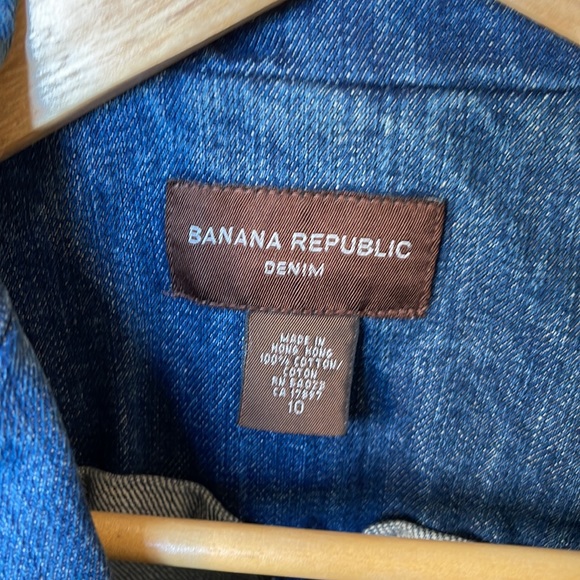 BANANA REPUBLIC
DENIM
MADE IN
HONG KONG
100% COTTON/
COTON
RN 54023
CA 17897
10